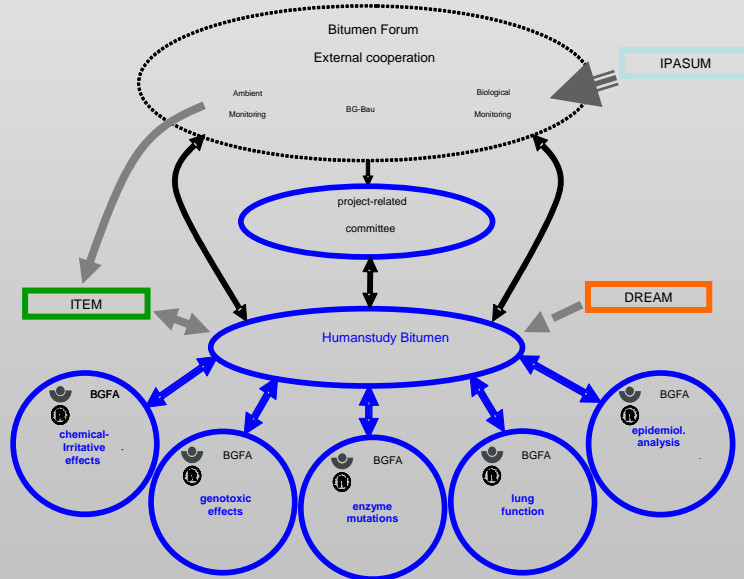 Bitumen Forum
External cooperation
IPASUM
Ambient
Monitoring
BG-Bau
Biological
Monitoring
project-related
committee
ITEM
DREAM
Humanstudy Bitumen
BGFA
chemical-
Irritative
effects
BGFA
genotoxic
effects
BGFA
enzyme
mutations
BGFA
lung
function
BGFA
epidemiol.
analysis